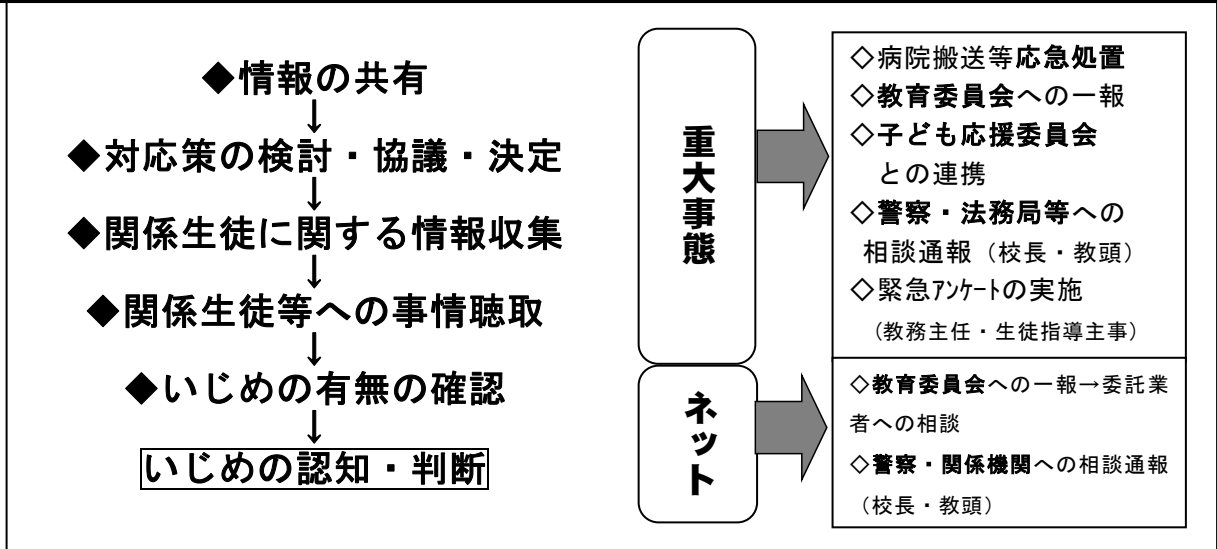 ◆情報の共有
↓
◆対応策の検討・協議・決定
↓
◆関係生徒に関する情報収集
↓
◆関係生徒等への事情聴取
↓
◆いじめの有無の確認
↓
いじめの認知・判断
重大事態
◇病院搬送等応急処置
◇教育委員会への一報
◇子ども応援委員会
との連携
◇警察・法務局等への
相談通報（校長・教頭）
◇緊急ｱﾝｹｰﾄの実施
（教務主任・生徒指導主事）
ネット
◇教育委員会への一報→委託業
者への相談
◇警察・関係機関への相談通報
（校長・教頭）